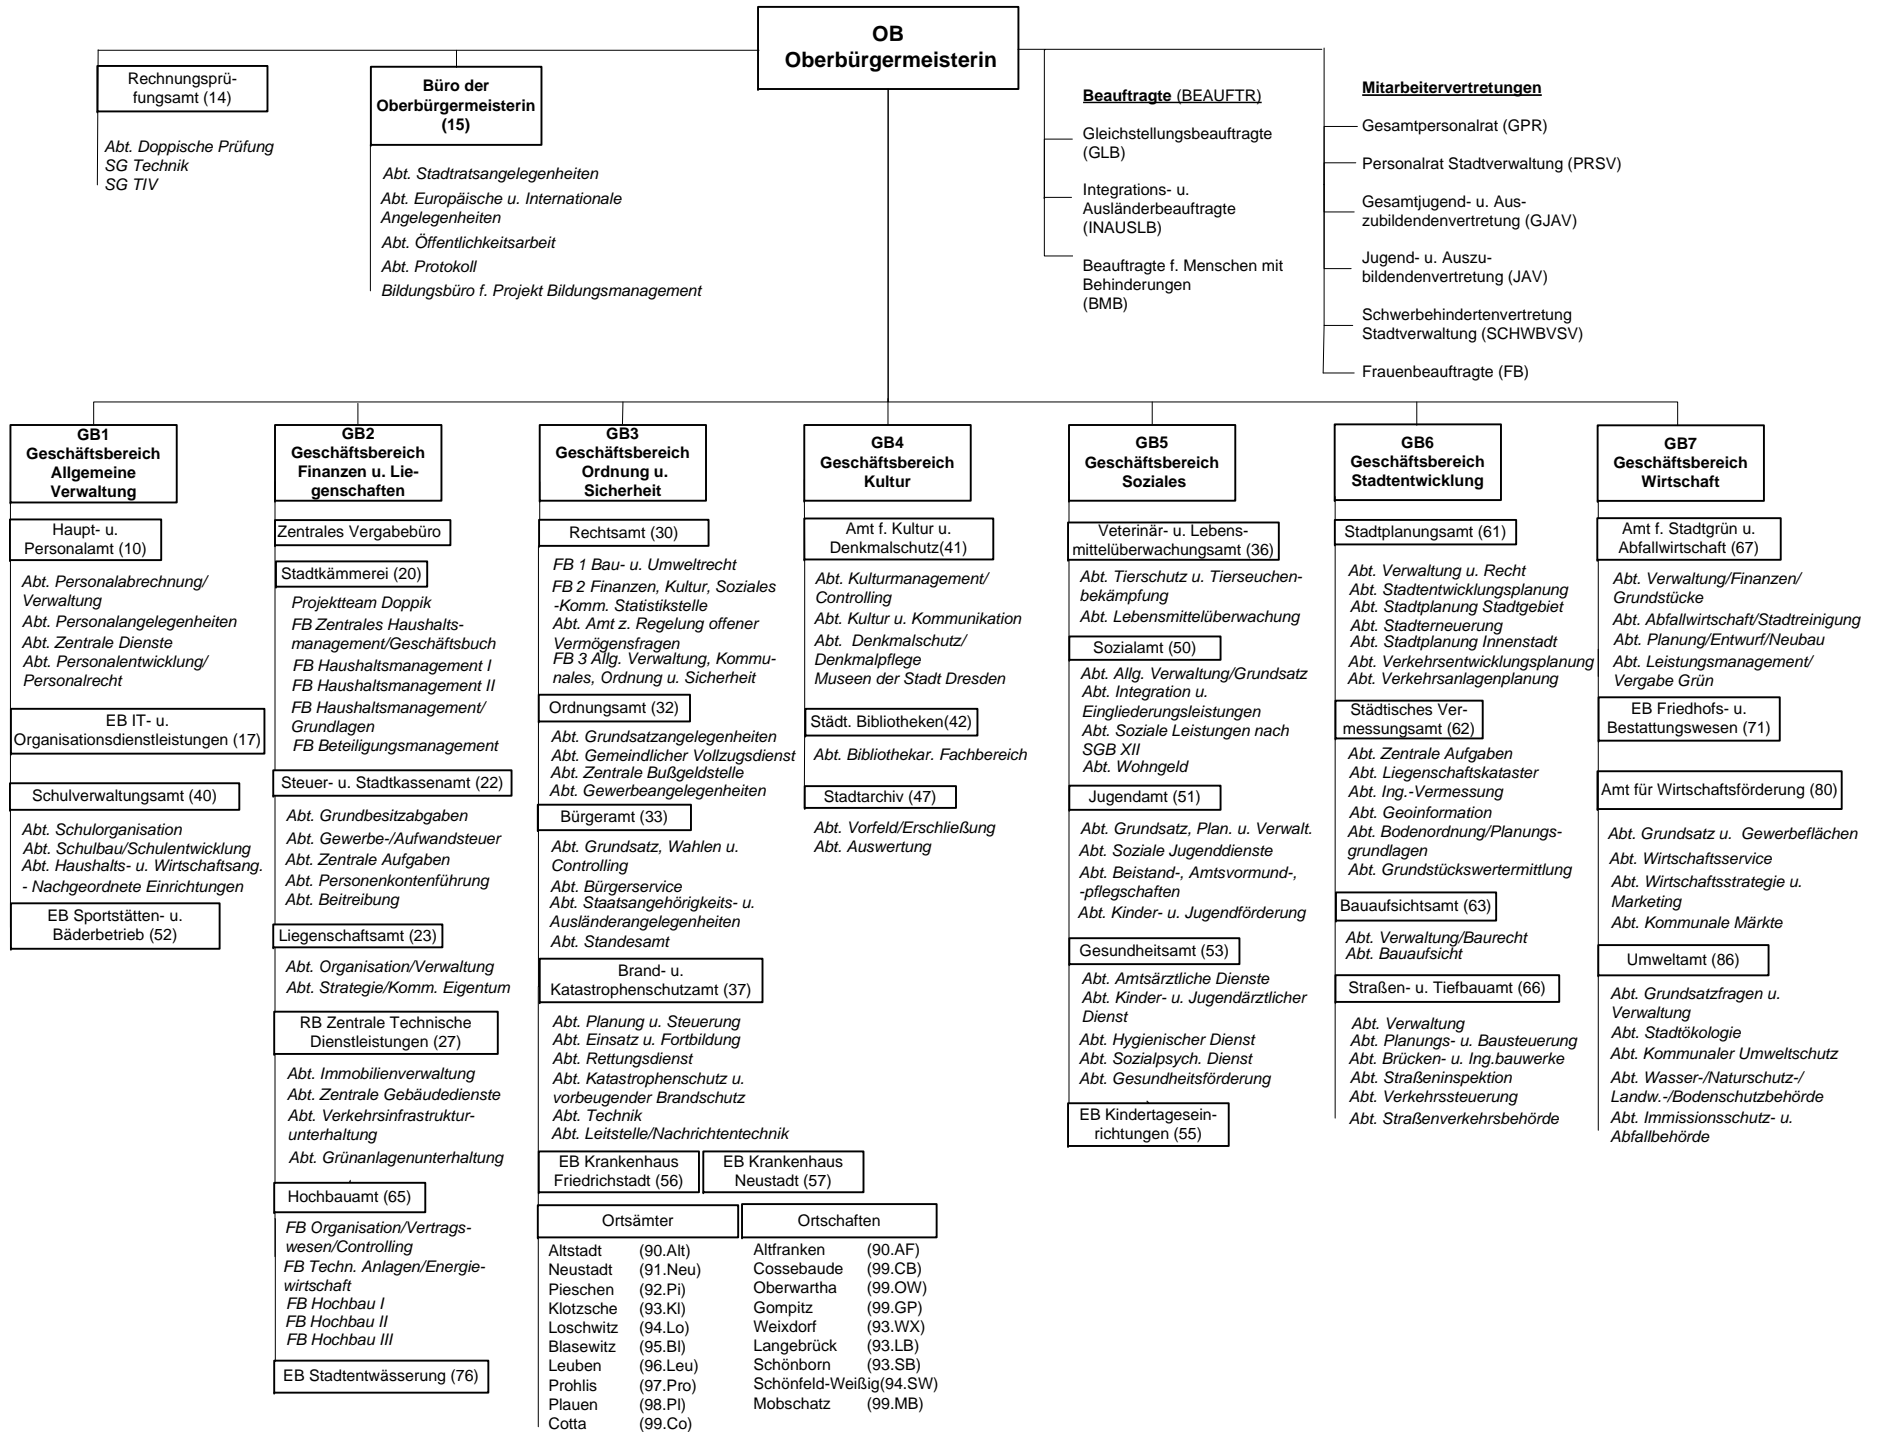 OB
Oberbürgermeisterin
Rechnungsprü-
fungsamt (14)
Abt. Doppische Prüfung
SG Technik
SG TIV
Büro der
Oberbürgermeisterin
(15)
Abt. Stadtratsangelegenheiten
Abt. Europäische u. Internationale
Angelegenheiten
Abt. Öffentlichkeitsarbeit
Abt. Protokoll
Bildungsbüro f. Projekt Bildungsmanagement
Beauftragte (BEAUFTR)
Gleichstellungsbeauftragte
(GLB)
Integrations- u.
Ausländerbeauftragte
(INAUSLB)
Beauftragte f. Menschen mit
Behinderungen
(BMB)
Mitarbeitervertretungen
Gesamtpersonalrat (GPR)
Personalrat Stadtverwaltung (PRSV)
Gesamtjugend- u. Aus-
zubildendenvertretung (GJAV)
Jugend- u. Auszu-
bildendenvertretung (JAV)
Schwerbehindertenvertretung
Stadtverwaltung (SCHWBVSV)
Frauenbeauftragte (FB)
GB1
Geschäftsbereich
Allgemeine
Verwaltung
Haupt- u.
Personalamt (10)
Abt. Personalabrechnung/
Verwaltung
Abt. Personalangelegenheiten
Abt. Zentrale Dienste
Abt. Personalentwicklung/
Personalrecht
EB IT- u.
Organisationsdienstleistungen (17)
Schulverwaltungsamt (40)
Abt. Schulorganisation
Abt. Schulbau/Schulentwicklung
Abt. Haushalts- u. Wirtschaftsang.
- Nachgeordnete Einrichtungen
EB Sportstätten- u.
Bäderbetrieb (52)
GB2
Geschäftsbereich
Finanzen u. Lie-
genschaften
Zentrales Vergabebüro
Stadtkämmerei (20)
Projektteam Doppik
FB Zentrales Haushalts-
management/Geschäftsbuch
FB Haushaltsmanagement I
FB Haushaltsmanagement II
FB Haushaltsmanagement/
Grundlagen
FB Beteiligungsmanagement
Steuer- u. Stadtkassenamt (22)
Abt. Grundbesitzabgaben
Abt. Gewerbe-/Aufwandsteuer
Abt. Zentrale Aufgaben
Abt. Personenkontenführung
Abt. Beitreibung
Liegenschaftsamt (23)
Abt. Organisation/Verwaltung
Abt. Strategie/Komm. Eigentum
RB Zentrale Technische
Dienstleistungen (27)
Abt. Immobilienverwaltung
Abt. Zentrale Gebäudedienste
Abt. Verkehrsinfrastruktur-
unterhaltung
Abt. Grünanlagenunterhaltung
Hochbauamt (65)
FB Organisation/Vertrags-
wesen/Controlling
FB Techn. Anlagen/Energie-
wirtschaft
FB Hochbau I
FB Hochbau II
FB Hochbau III
EB Stadtentwässerung (76)
GB3
Geschäftsbereich
Ordnung u.
Sicherheit
Rechtsamt (30)
FB 1 Bau- u. Umweltrecht
FB 2 Finanzen, Kultur, Soziales
-Komm. Statistikstelle
Abt. Amt z. Regelung offener
Vermögensfragen
FB 3 Allg. Verwaltung, Kommu-
nales, Ordnung u. Sicherheit
Ordnungsamt (32)
Abt. Grundsatzangelegenheiten
Abt. Gemeindlicher Vollzugsdienst
Abt. Zentrale Bußgeldstelle
Abt. Gewerbeangelegenheiten
Bürgeramt (33)
Abt. Grundsatz, Wahlen u.
Controlling
Abt. Bürgerservice
Abt. Staatsangehörigkeits- u.
Ausländerangelegenheiten
Abt. Standesamt
Brand- u.
Katastrophenschutzamt (37)
Abt. Planung u. Steuerung
Abt. Einsatz u. Fortbildung
Abt. Rettungsdienst
Abt. Katastrophenschutz u.
vorbeugender Brandschutz
Abt. Technik
Abt. Leitstelle/Nachrichtentechnik
EB Krankenhaus
Friedrichstadt (56)
EB Krankenhaus
Neustadt (57)
Ortsämter
Altstadt (90.Alt)
Neustadt (91.Neu)
Pieschen (92.Pi)
Klotzsche (93.Kl)
Loschwitz (94.Lo)
Blasewitz (95.Bl)
Leuben (96.Leu)
Prohlis (97.Pro)
Plauen (98.Pl)
Cotta (99.Co)
Ortschaften
Altfranken (90.AF)
Cossebaude (99.CB)
Oberwartha (99.OW)
Gompitz (99.GP)
Weixdorf (93.WX)
Langebrück (93.LB)
Schönborn (93.SB)
Schönfeld-Weißig(94.SW)
Mobschatz (99.MB)
GB4
Geschäftsbereich
Kultur
Amt f. Kultur u.
Denkmalschutz(41)
Abt. Kulturmanagement/
Controlling
Abt. Kultur u. Kommunikation
Abt. Denkmalschutz/
Denkmalpflege
Museen der Stadt Dresden
Städt. Bibliotheken(42)
Abt. Bibliothekar. Fachbereich
Stadtarchiv (47)
Abt. Vorfeld/Erschließung
Abt. Auswertung
GB5
Geschäftsbereich
Soziales
Veterinär- u. Lebens-
mittelüberwachungsamt (36)
Abt. Tierschutz u. Tierseuchen-
bekämpfung
Abt. Lebensmittelüberwachung
Sozialamt (50)
Abt. Allg. Verwaltung/Grundsatz
Abt. Integration u.
Eingliederungsleistungen
Abt. Soziale Leistungen nach
SGB XII
Abt. Wohngeld
Jugendamt (51)
Abt. Grundsatz, Plan. u. Verwalt.
Abt. Soziale Jugenddienste
Abt. Beistand-, Amtsvormund-,
-pflegschaften
Abt. Kinder- u. Jugendförderung
Gesundheitsamt (53)
Abt. Amtsärztliche Dienste
Abt. Kinder- u. Jugendärztlicher
Dienst
Abt. Hygienischer Dienst
Abt. Sozialpsych. Dienst
Abt. Gesundheitsförderung
EB Kindertagesein-
richtungen (55)
GB6
Geschäftsbereich
Stadtentwicklung
Stadtplanungsamt (61)
Abt. Verwaltung u. Recht
Abt. Stadtentwicklungsplanung
Abt. Stadtplanung Stadtgebiet
Abt. Stadterneuerung
Abt. Stadtplanung Innenstadt
Abt. Verkehrsentwicklungsplanung
Abt. Verkehrsanlagenplanung
Städtisches Ver-
messungsamt (62)
Abt. Zentrale Aufgaben
Abt. Liegenschaftskataster
Abt. Ing.-Vermessung
Abt. Geoinformation
Abt. Bodenordnung/Planungs-
grundlagen
Abt. Grundstückswertermittlung
Bauaufsichtsamt (63)
Abt. Verwaltung/Baurecht
Abt. Bauaufsicht
Straßen- u. Tiefbauamt (66)
Abt. Verwaltung
Abt. Planungs- u. Bausteuerung
Abt. Brücken- u. Ing.bauwerke
Abt. Straßeninspektion
Abt. Verkehrssteuerung
Abt. Straßenverkehrsbehörde
GB7
Geschäftsbereich
Wirtschaft
Amt f. Stadtgrün u.
Abfallwirtschaft (67)
Abt. Verwaltung/Finanzen/
Grundstücke
Abt. Abfallwirtschaft/Stadtreinigung
Abt. Planung/Entwurf/Neubau
Abt. Leistungsmanagement/
Vergabe Grün
EB Friedhofs- u.
Bestattungswesen (71)
Amt für Wirtschaftsförderung (80)
Abt. Grundsatz u. Gewerbeflächen
Abt. Wirtschaftsservice
Abt. Wirtschaftsstrategie u.
Marketing
Abt. Kommunale Märkte
Umweltamt (86)
Abt. Grundsatzfragen u.
Verwaltung
Abt. Stadtökologie
Abt. Kommunaler Umweltschutz
Abt. Wasser-/Naturschutz-/
Landw.-/Bodenschutzbehörde
Abt. Immissionsschutz- u.
Abfallbehörde